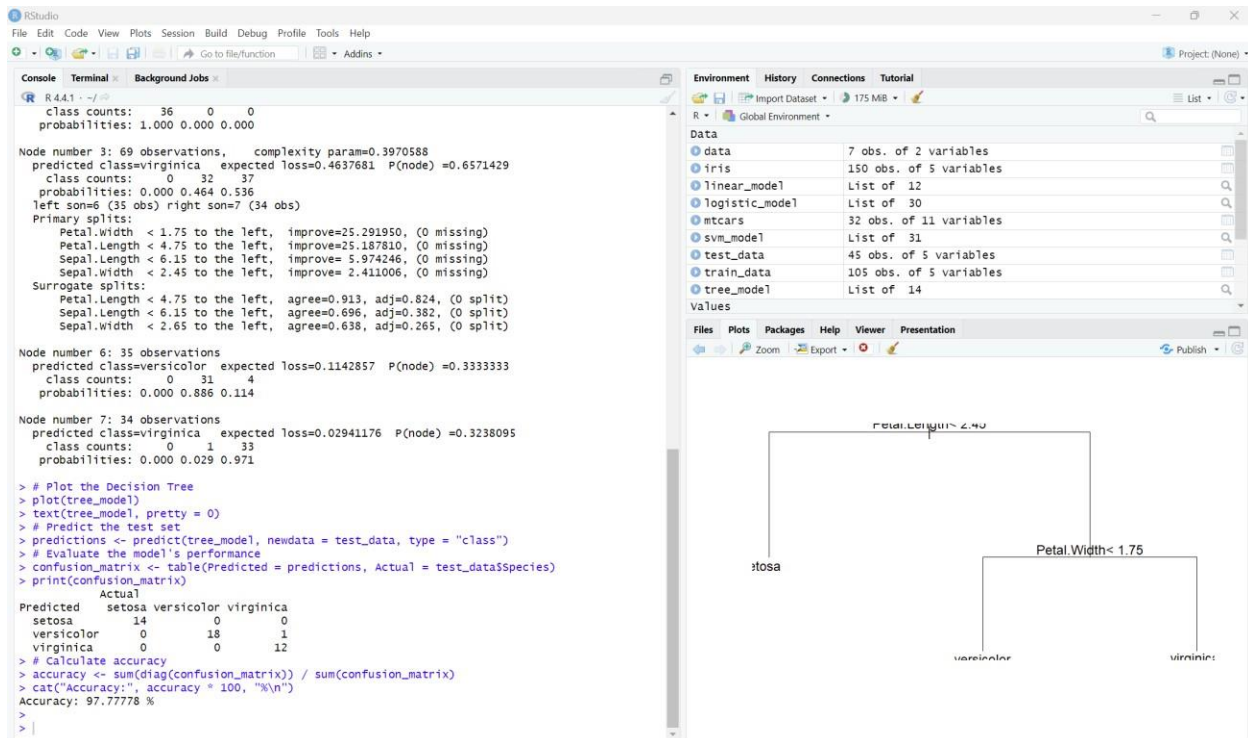 RStudio
File Edit Code View Plots Session Build Debug Profile Tools Help
Go to file/function Addins Project: (None)
Console Terminal Background Jobs
R 4.4.1 · ~/
class counts: 36 0 0
probabilities: 1.000 0.000 0.000
Node number 3: 69 observations, complexity param=0.3970588
predicted class=virginica expected loss=0.4637681 P(node) =0.6571429
class counts: 0 32 37
probabilities: 0.000 0.464 0.536
left son=6 (35 obs) right son=7 (34 obs)
Primary splits:
Petal.Width < 1.75 to the left, improve=25.291950, (0 missing)
Petal.Length < 4.75 to the left, improve=25.187810, (0 missing)
Sepal.Length < 6.15 to the left, improve= 5.974246, (0 missing)
Sepal.Width < 2.45 to the left, improve= 2.411006, (0 missing)
Surrogate splits:
Petal.Length < 4.75 to the left, agree=0.913, adj=0.824, (0 split)
Sepal.Length < 6.15 to the left, agree=0.696, adj=0.382, (0 split)
Sepal.Width < 2.65 to the left, agree=0.638, adj=0.265, (0 split)
Node number 6: 35 observations
predicted class=versicolor expected loss=0.1142857 P(node) =0.3333333
class counts: 0 31 4
probabilities: 0.000 0.886 0.114
Node number 7: 34 observations
predicted class=virginica expected loss=0.02941176 P(node) =0.3238095
class counts: 0 1 33
probabilities: 0.000 0.029 0.971
> # Plot the Decision Tree
> plot(tree_model)
> text(tree_model, pretty = 0)
> # Predict the test set
> predictions <- predict(tree_model, newdata = test_data, type = "class")
> # Evaluate the model's performance
> confusion_matrix <- table(Predicted = predictions, Actual = test_data$Species)
> print(confusion_matrix)
Actual
Predicted setosa versicolor virginica
setosa 14 0 0
versicolor 0 18 1
virginica 0 0 12
> # Calculate accuracy
> accuracy <- sum(diag(confusion_matrix)) / sum(confusion_matrix)
> cat("Accuracy:", accuracy * 100, "%\n")
Accuracy: 97.77778 %
>
>
Environment History Connections Tutorial
Import Dataset 175 MiB List
R Global Environment
Data
data 7 obs. of 2 variables
iris 150 obs. of 5 variables
linear_model List of 12
logistic_model List of 30
mtcars 32 obs. of 11 variables
svm_model List of 31
test_data 45 obs. of 5 variables
train_data 105 obs. of 5 variables
tree_model List of 14
Values
Files Plots Packages Help Viewer Presentation
Zoom Export Publish
Petal.Length< 2.45
Petal.Width< 1.75
etosa
versicolor virginica